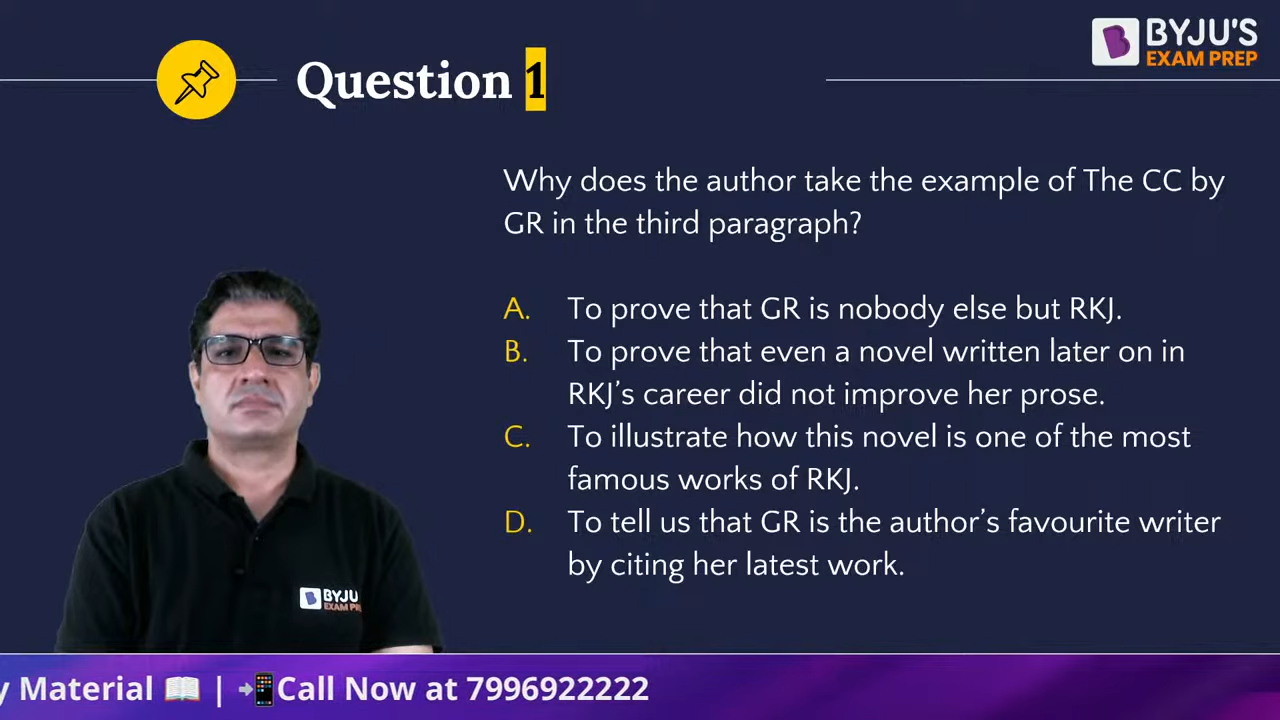 BYJU'S
EXAM PREP
Question 1
Why does the author take the example of The CC by
GR in the third paragraph?
A. To prove that GR is nobody else but RKJ.
B. To prove that even a novel written later on in
RKJ's career did not improve her prose.
C. To illustrate how this novel is one of the most
famous works of RKJ.
D. To tell us that GR is the author's favourite writer
by citing her latest work.
BYJU
EXAM PRE
y Material 📖 | 📲Call Now at 7996922222